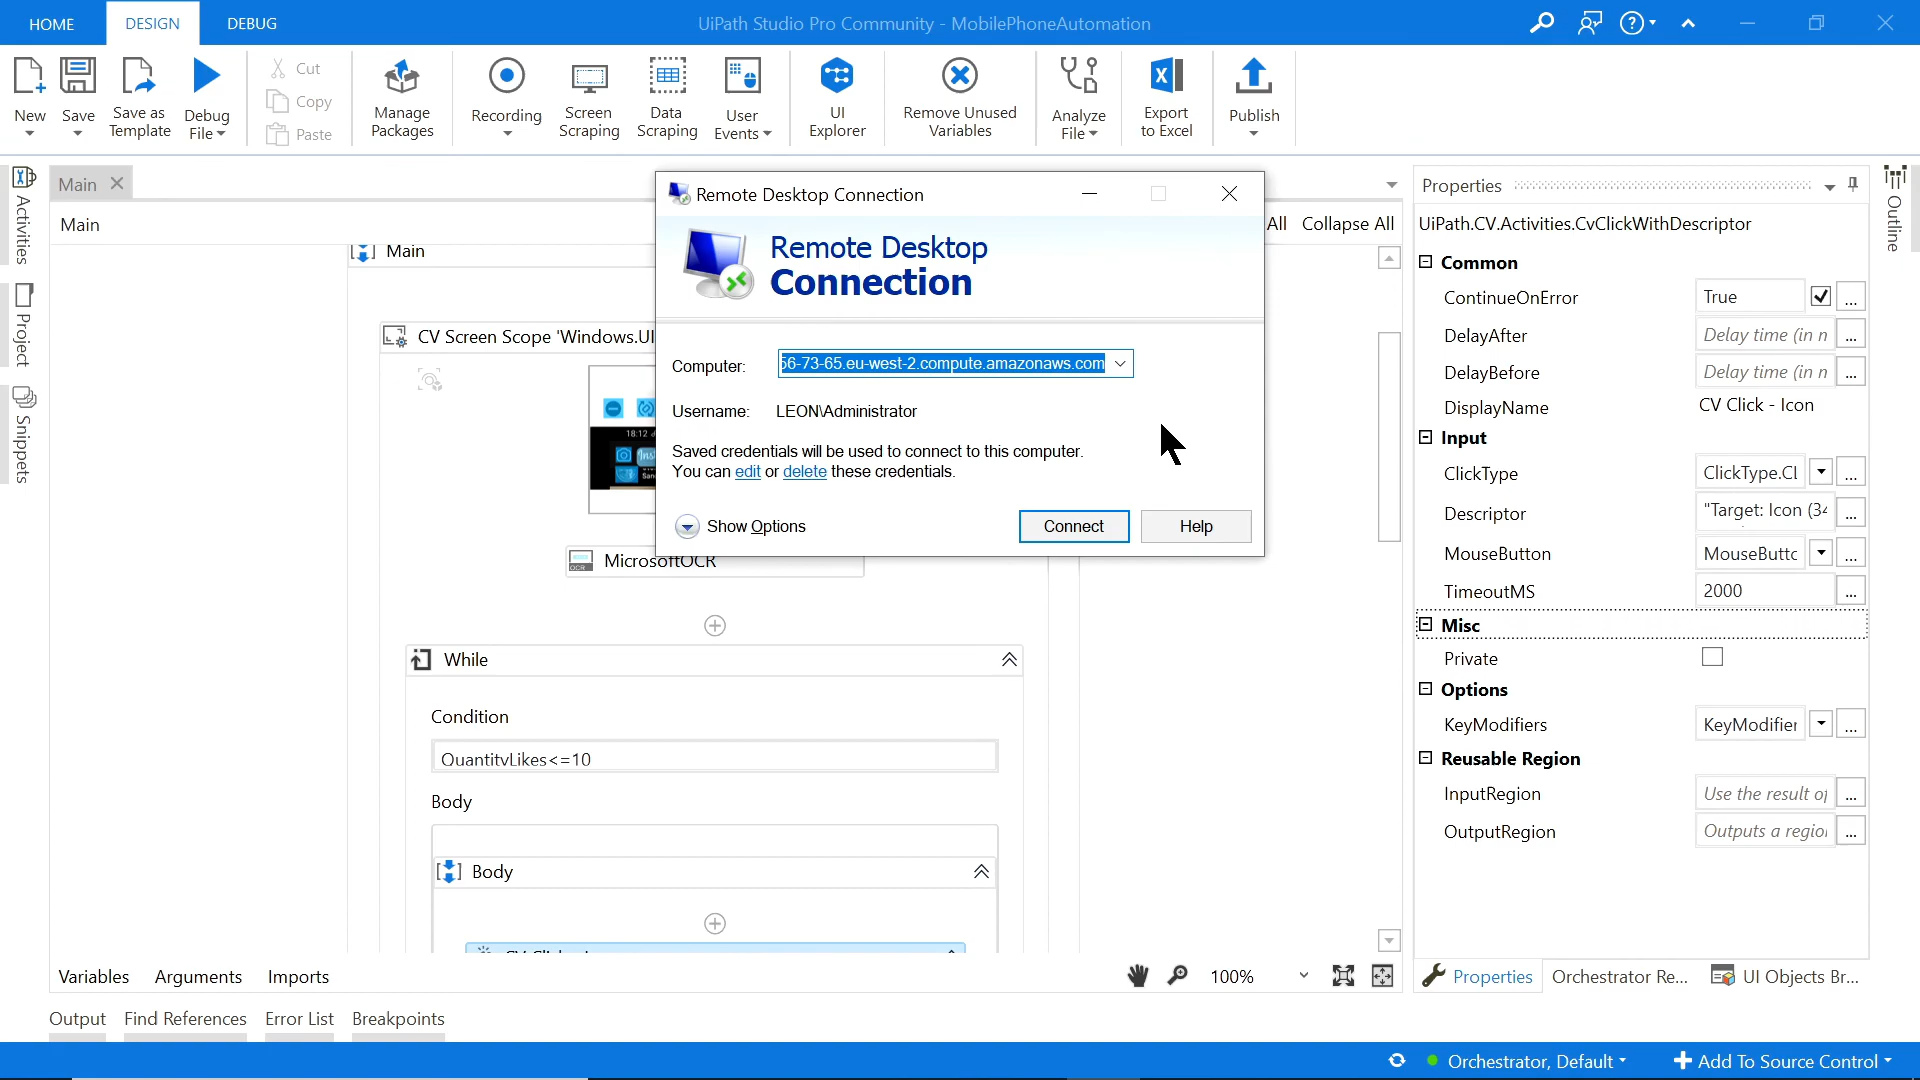 HOME DESIGN DEBUG UiPath Studio Pro Community - MobilePhoneAutomation
New Save Save as Template Debug File Cut Copy Paste Manage Packages Recording Screen Scraping Data Scraping User Events UI Explorer Remove Unused Variables Analyze File Export to Excel Publish
Activities
Project
Snippets
Outline
Main
Main All Collapse All
Main
CV Screen Scope 'Windows.UI
18:12
MicrosoftOCR
While
Condition
QuantityLikes<=10
Body
Body
Remote Desktop Connection
Remote Desktop
Connection
Computer: 56-73-65.eu-west-2.compute.amazonaws.com
Username: LEON\Administrator
Saved credentials will be used to connect to this computer.
You can edit or delete these credentials.
Show Options Connect Help
Properties
UiPath.CV.Activities.CvClickWithDescriptor
Common
ContinueOnError True ...
DelayAfter Delay time (in n ...
DelayBefore Delay time (in n ...
DisplayName CV Click - Icon
Input
ClickType ClickType.CL ...
Descriptor "Target: Icon (34 ...
MouseButton MouseButtc ...
TimeoutMS 2000 ...
Misc
Private
Options
KeyModifiers KeyModifier ...
Reusable Region
InputRegion Use the result of ...
OutputRegion Outputs a region ...
Variables Arguments Imports 100% Properties Orchestrator Re... UI Objects Br...
Output Find References Error List Breakpoints
Orchestrator, Default Add To Source Control